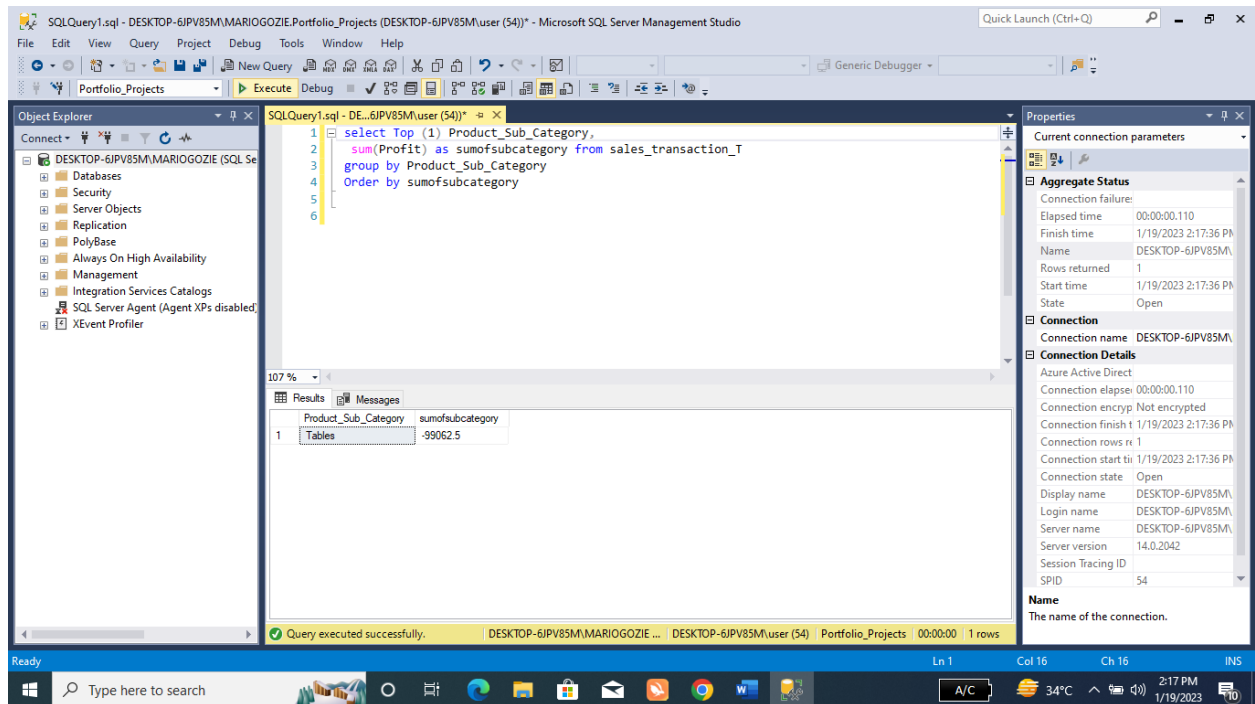 SQLQuery1.sql - DESKTOP-6JPV85M\MARIOGOZIE.Portfolio_Projects (DESKTOP-6JPV85M\user (54))* - Microsoft SQL Server Management Studio
Quick Launch (Ctrl+Q)
File Edit View Query Project Debug Tools Window Help
New Query
Generic Debugger
Portfolio_Projects
Execute Debug
Object Explorer
Connect
DESKTOP-6JPV85M\MARIOGOZIE (SQL Se
Databases
Security
Server Objects
Replication
PolyBase
Always On High Availability
Management
Integration Services Catalogs
SQL Server Agent (Agent XPs disabled)
XEvent Profiler
SQLQuery1.sql - DE...6JPV85M\user (54))*
1 select Top (1) Product_Sub_Category,
2 sum(Profit) as sumofsubcategory from sales_transaction_T
3 group by Product_Sub_Category
4 Order by sumofsubcategory
5
6
107 %
Results Messages
Product_Sub_Category sumofsubcategory
1 Tables -99062.5
Query executed successfully. DESKTOP-6JPV85M\MARIOGOZIE ... DESKTOP-6JPV85M\user (54) Portfolio_Projects 00:00:00 1 rows
Properties
Current connection parameters
Aggregate Status
Connection failure
Elapsed time 00:00:00.110
Finish time 1/19/2023 2:17:36 PM
Name DESKTOP-6JPV85M\
Rows returned 1
Start time 1/19/2023 2:17:36 PM
State Open
Connection
Connection name DESKTOP-6JPV85M\
Connection Details
Azure Active Direct
Connection elapse 00:00:00.110
Connection encryp Not encrypted
Connection finish t 1/19/2023 2:17:36 PM
Connection rows re 1
Connection start ti 1/19/2023 2:17:36 PM
Connection state Open
Display name DESKTOP-6JPV85M\
Login name DESKTOP-6JPV85M\
Server name DESKTOP-6JPV85M\
Server version 14.0.2042
Session Tracing ID
SPID 54
Name
The name of the connection.
Ready Ln 1 Col 16 Ch 16 INS
Type here to search
A/C
34°C
2:17 PM
1/19/2023
10